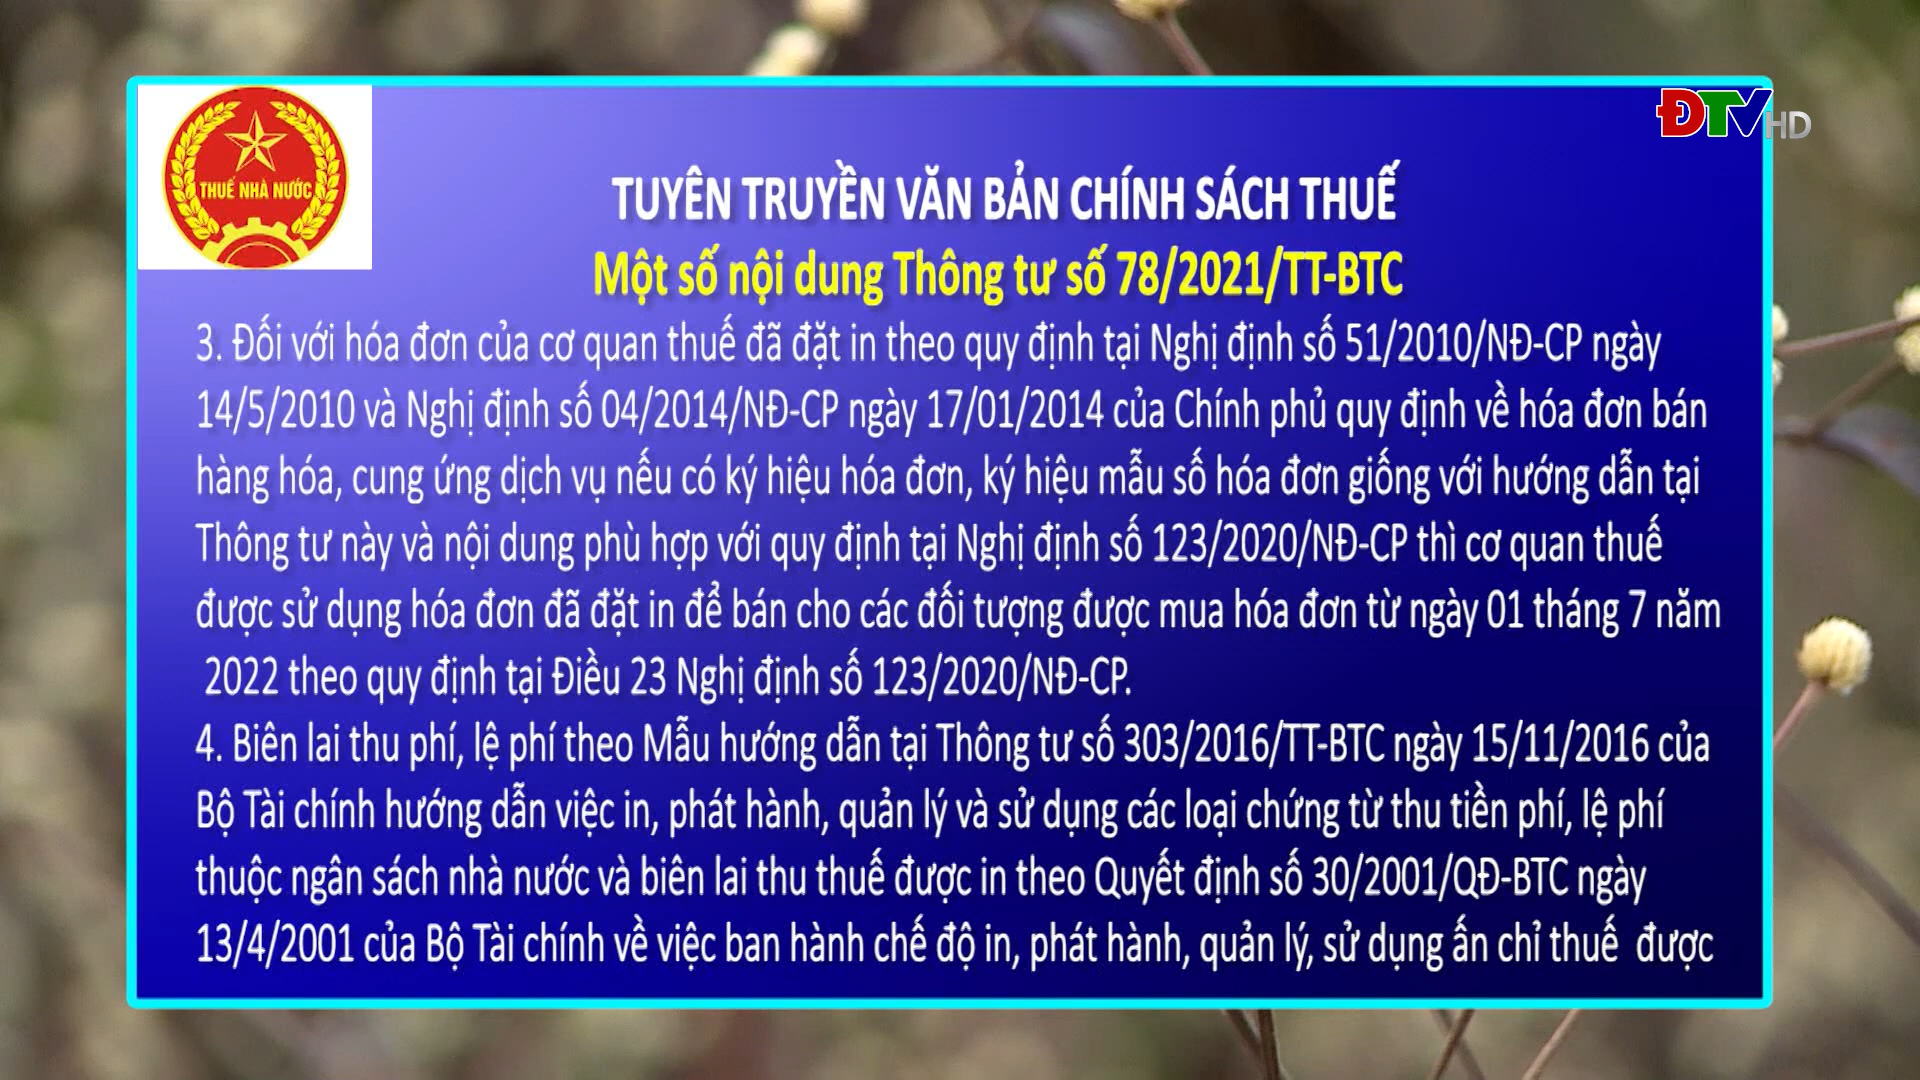 ĐTV HD
THUẾ NHÀ NƯỚC
TUYÊN TRUYỀN VĂN BẢN CHÍNH SÁCH THUẾ
Một số nội dung Thông tư số 78/2021/TT-BTC
3. Đối với hóa đơn của cơ quan thuế đã đặt in theo quy định tại Nghị định số 51/2010/NĐ-CP ngày
14/5/2010 và Nghị định số 04/2014/NĐ-CP ngày 17/01/2014 của Chính phủ quy định về hóa đơn bán
hàng hóa, cung ứng dịch vụ nếu có ký hiệu hóa đơn, ký hiệu mẫu số hóa đơn giống với hướng dẫn tại
Thông tư này và nội dung phù hợp với quy định tại Nghị định số 123/2020/NĐ-CP thì cơ quan thuế
được sử dụng hóa đơn đã đặt in để bán cho các đối tượng được mua hóa đơn từ ngày 01 tháng 7 năm
2022 theo quy định tại Điều 23 Nghị định số 123/2020/NĐ-CP.
4. Biên lai thu phí, lệ phí theo Mẫu hướng dẫn tại Thông tư số 303/2016/TT-BTC ngày 15/11/2016 của
Bộ Tài chính hướng dẫn việc in, phát hành, quản lý và sử dụng các loại chứng từ thu tiền phí, lệ phí
thuộc ngân sách nhà nước và biên lai thu thuế được in theo Quyết định số 30/2001/QĐ-BTC ngày
13/4/2001 của Bộ Tài chính về việc ban hành chế độ in, phát hành, quản lý, sử dụng ấn chỉ thuế được